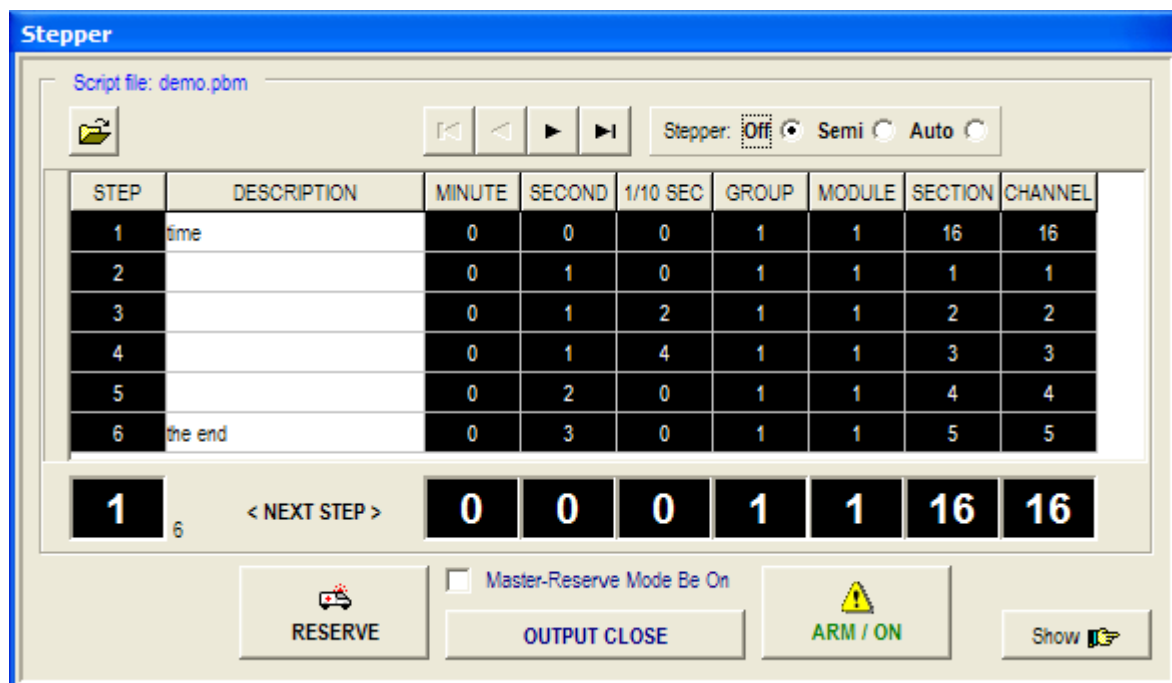 Stepper
Script file: demo.pbm
Stepper: Off Semi Auto
STEP DESCRIPTION MINUTE SECOND 1/10 SEC GROUP MODULE SECTION CHANNEL
1 time 0 0 0 1 1 16 16
2 0 1 0 1 1 1 1
3 0 1 2 1 1 2 2
4 0 1 4 1 1 3 3
5 0 2 0 1 1 4 4
6 the end 0 3 0 1 1 5 5
1 6 < NEXT STEP > 0 0 0 1 1 16 16
Master-Reserve Mode Be On
RESERVE OUTPUT CLOSE ARM / ON Show